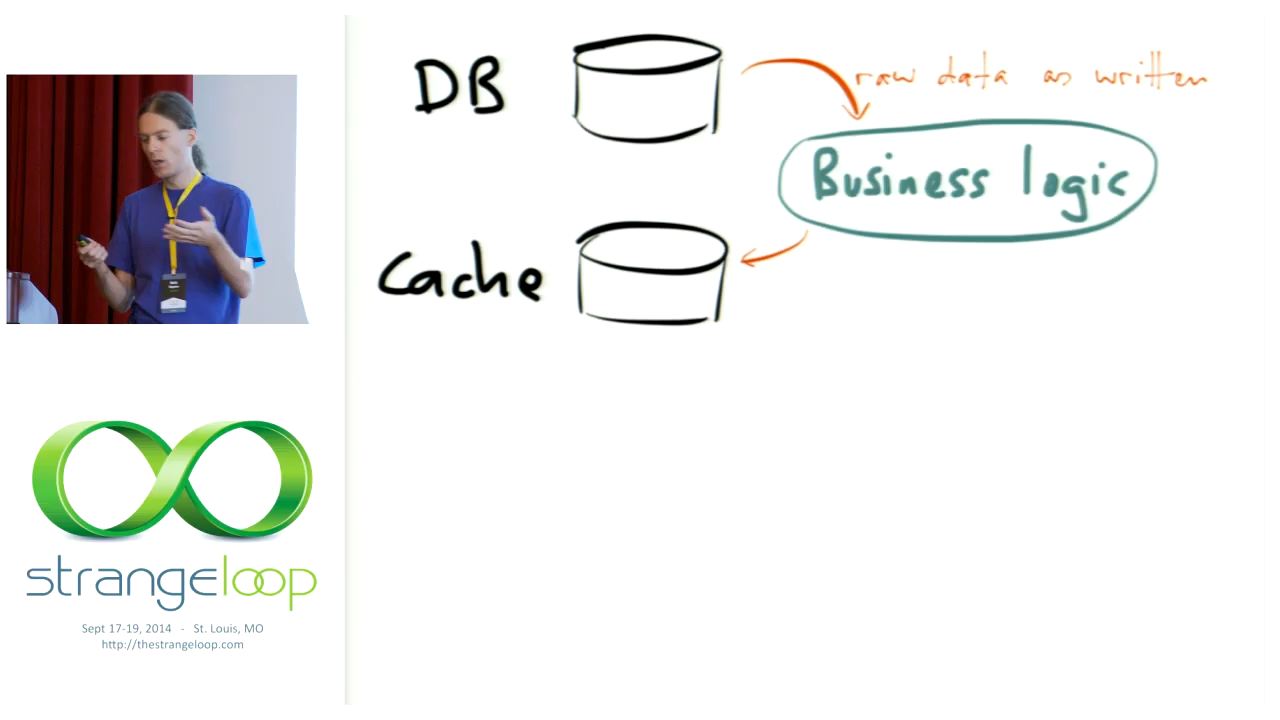 DB
raw data as written
Business logic
Cache
strangeloop
Sept 17-19, 2014 - St. Louis, MO
http://thestrangeloop.com